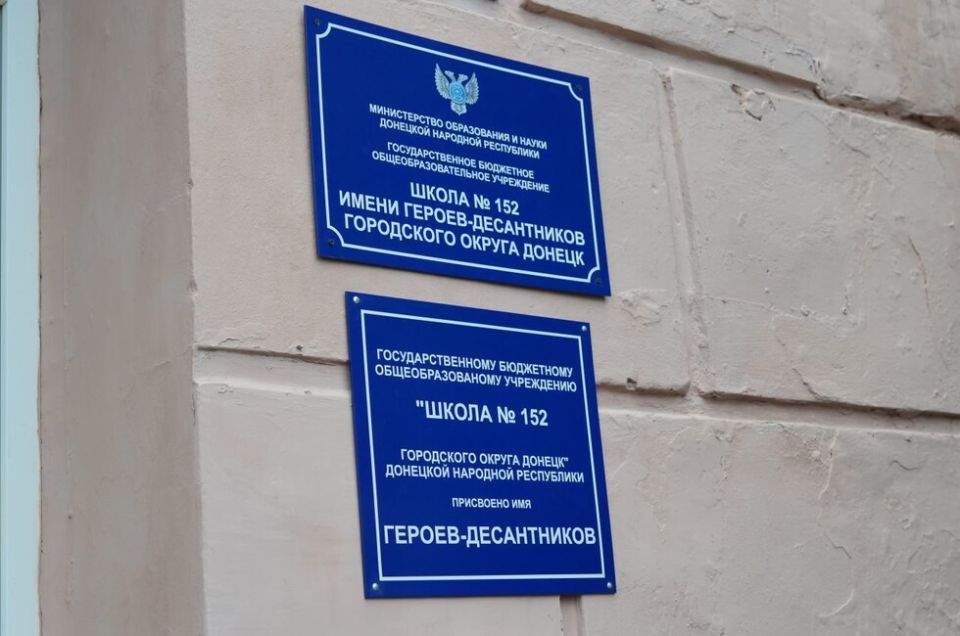 МИНИСТЕРСТВО ОБРАЗОВАНИЯ И НАУКИ
ДОНЕЦКОЙ НАРОДНОЙ РЕСПУБЛИКИ
ГОСУДАРСТВЕННОЕ БЮДЖЕТНОЕ
ОБЩЕОБРАЗОВАТЕЛЬНОЕ УЧРЕЖДЕНИЕ
ШКОЛА № 152
ИМЕНИ ГЕРОЕВ-ДЕСАНТНИКОВ
ГОРОДСКОГО ОКРУГА ДОНЕЦК
ГОСУДАРСТВЕННОМУ БЮДЖЕТНОМУ
ОБЩЕОБРАЗОВАНОМУ УЧРЕЖДЕНИЮ
"ШКОЛА № 152
ГОРОДСКОГО ОКРУГА ДОНЕЦК"
ДОНЕЦКОЙ НАРОДНОЙ РЕСПУБЛИКИ
ПРИСВОЕНО ИМЯ
ГЕРОЕВ-ДЕСАНТНИКОВ